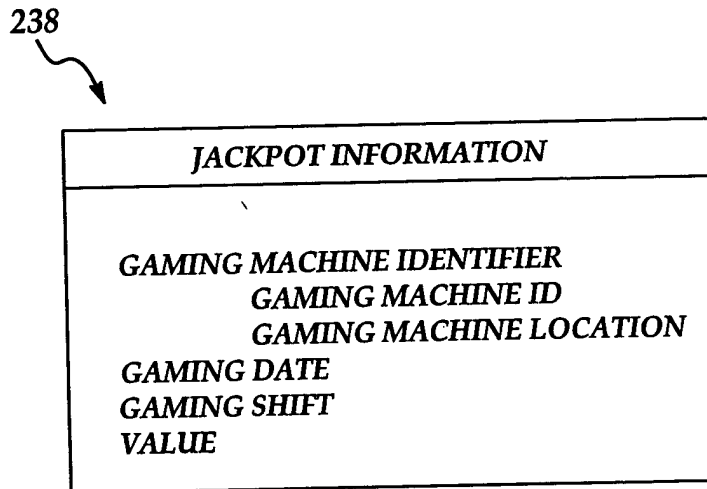 238
JACKPOT INFORMATION
GAMING MACHINE IDENTIFIER
GAMING MACHINE ID
GAMING MACHINE LOCATION
GAMING DATE
GAMING SHIFT
VALUE